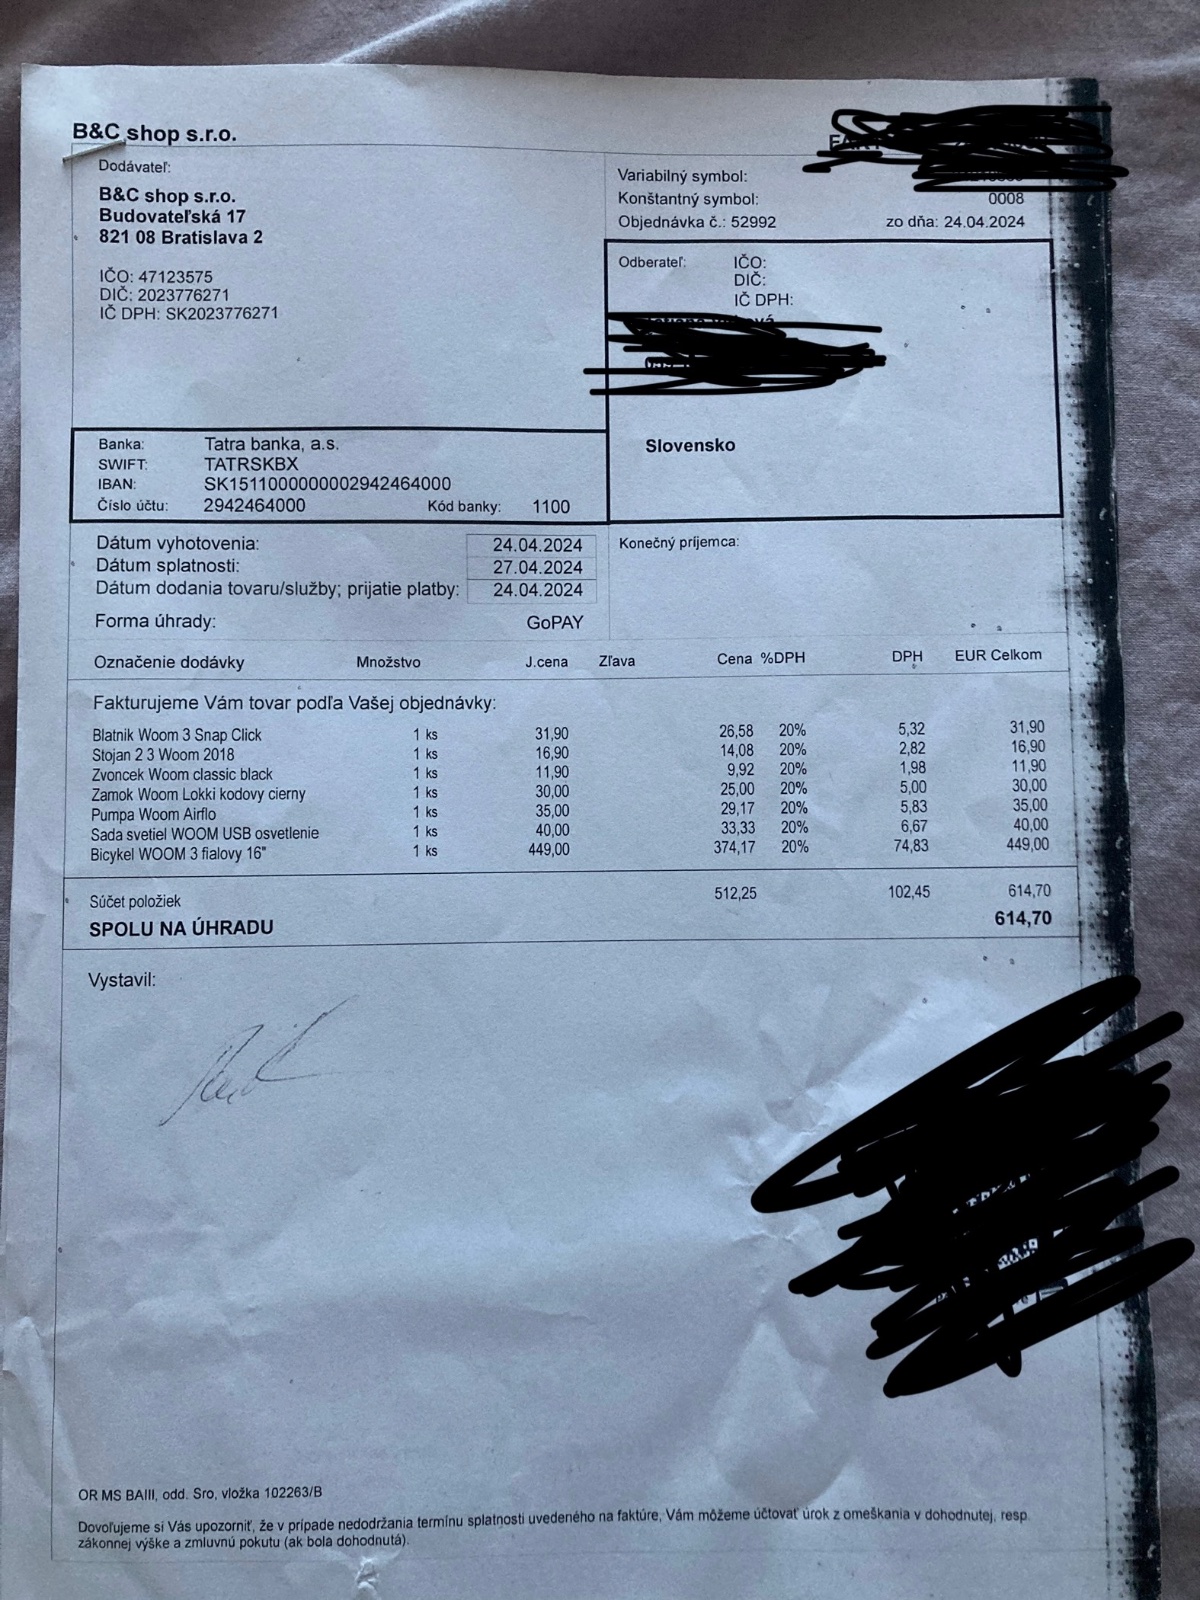 B&C shop s.r.o.
Dodávateľ:
B&C shop s.r.o.
Budovateľská 17
821 08 Bratislava 2
IČO: 47123575
DIČ: 2023776271
IČ DPH: SK2023776271
Variabilný symbol:
Konštantný symbol: 0008
Objednávka č.: 52992 zo dňa: 24.04.2024
Odberateľ: IČO:
DIČ:
IČ DPH:
Slovensko
Banka: Tatra banka, a.s.
SWIFT: TATRSKBX
IBAN: SK1511000000002942464000
Číslo účtu: 2942464000 Kód banky: 1100
Dátum vyhotovenia: 24.04.2024
Dátum splatnosti: 27.04.2024
Dátum dodania tovaru/služby; prijatie platby: 24.04.2024
Forma úhrady: GoPAY
Konečný príjemca:
Označenie dodávky Množstvo J.cena Zľava Cena %DPH DPH EUR Celkom
Fakturujeme Vám tovar podľa Vašej objednávky:
Blatnik Woom 3 Snap Click 1 ks 31,90 26,58 20% 5,32 31,90
Stojan 2 3 Woom 2018 1 ks 16,90 14,08 20% 2,82 16,90
Zvoncek Woom classic black 1 ks 11,90 9,92 20% 1,98 11,90
Zamok Woom Lokki kodovy cierny 1 ks 30,00 25,00 20% 5,00 30,00
Pumpa Woom Airflo 1 ks 35,00 29,17 20% 5,83 35,00
Sada svetiel WOOM USB osvetlenie 1 ks 40,00 33,33 20% 6,67 40,00
Bicykel WOOM 3 fialovy 16" 1 ks 449,00 374,17 20% 74,83 449,00
Súčet položiek 512,25 102,45 614,70
SPOLU NA ÚHRADU 614,70
Vystavil:
OR MS BAIII, odd. Sro, vložka 102263/B
Dovoľujeme si Vás upozorniť, že v prípade nedodržania termínu splatnosti uvedeného na faktúre, Vám môžeme účtovať úrok z omeškania v dohodnutej, resp.
zákonnej výške a zmluvnú pokutu (ak bola dohodnutá).